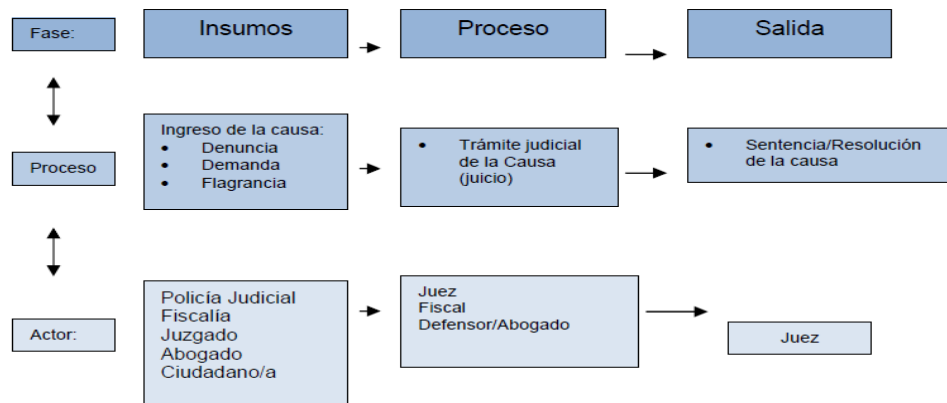 Fase:
Insumos
Proceso
Salida
Proceso
Ingreso de la causa:
• Denuncia
• Demanda
• Flagrancia
• Trámite judicial
de la Causa
(juicio)
• Sentencia/Resolución
de la causa
Actor:
Policía Judicial
Fiscalía
Juzgado
Abogado
Ciudadano/a
Juez
Fiscal
Defensor/Abogado
Juez